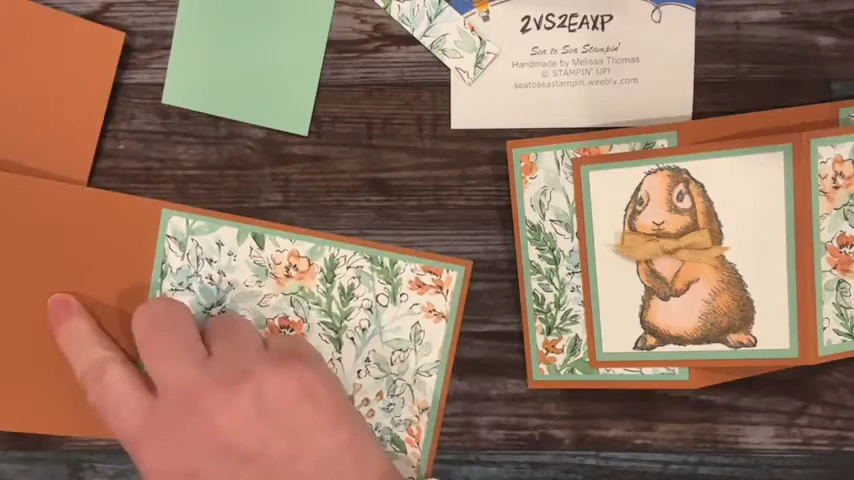 2VS2EAXP
Sea to Sea Stampin'
Handmade by Melissa Thomas
© STAMPIN' UP!
seatoseastampin.weebly.com